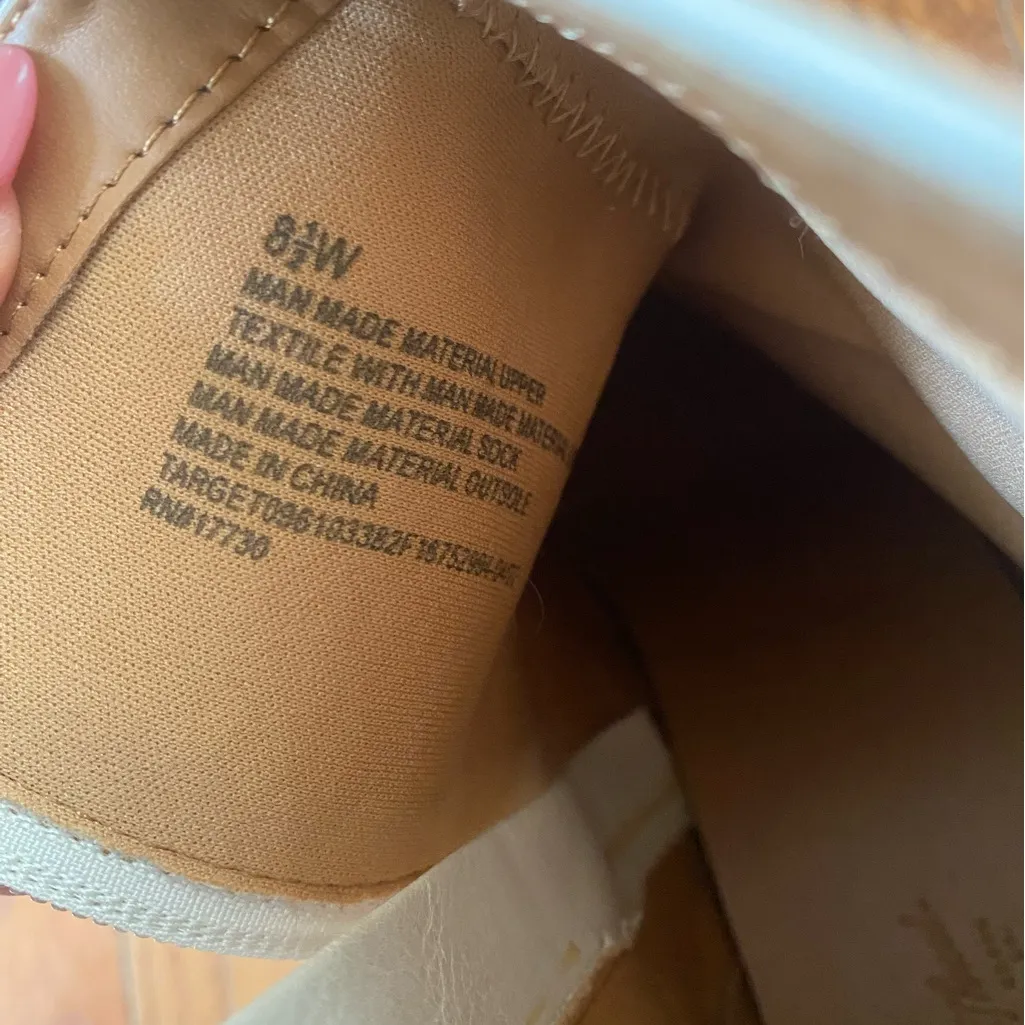 8½W
MAN MADE MATERIAL UPPER
TEXTILE WITH MAN MADE MATERIAL
MAN MADE MATERIAL SOCK
MAN MADE MATERIAL OUTSOLE
MADE IN CHINA
RN#17730